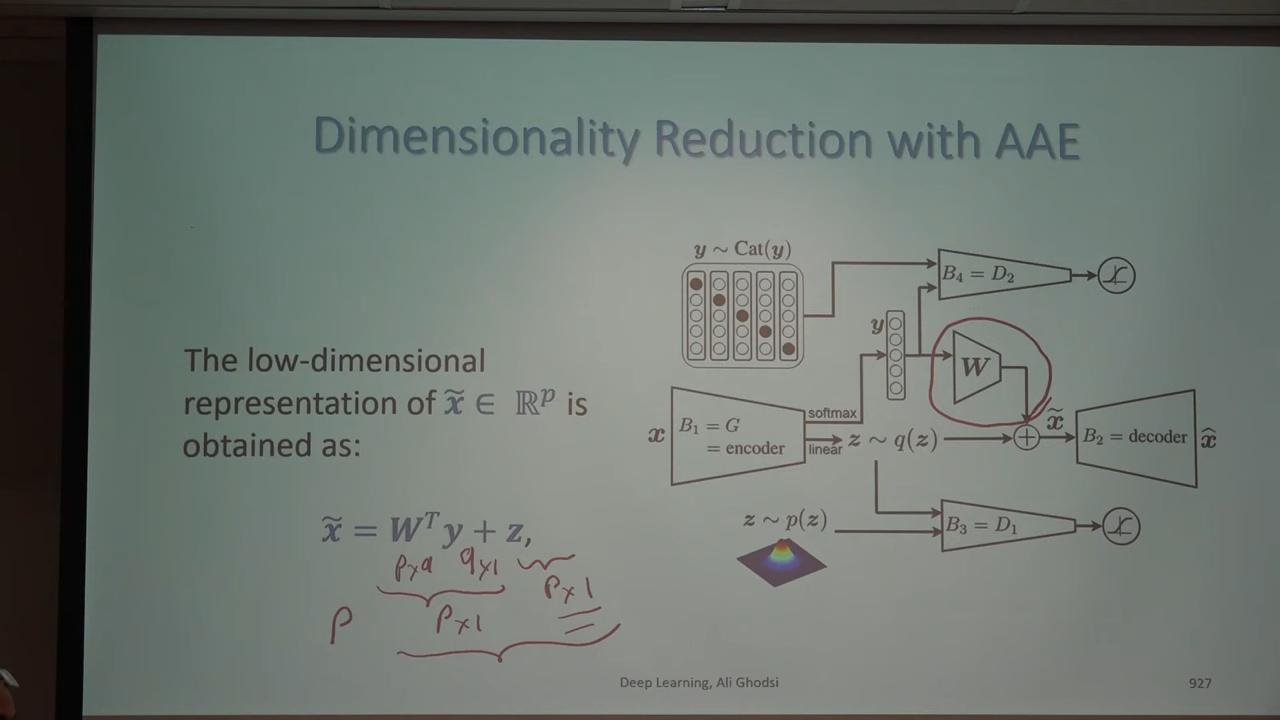 Dimensionality Reduction with AAE
The low-dimensional
representation of x̃ ∈ ℝᵖ is
obtained as:
x̃ = Wᵀy + z,
p×q q×1
p×1
p p×1
y ~ Cat(y)
B₄ = D₂
y
W
softmax
x
B₁ = G
= encoder
linear
z ~ q(z)
x̃
B₂ = decoder
x̂
z ~ p(z)
B₃ = D₁
Deep Learning, Ali Ghodsi
927